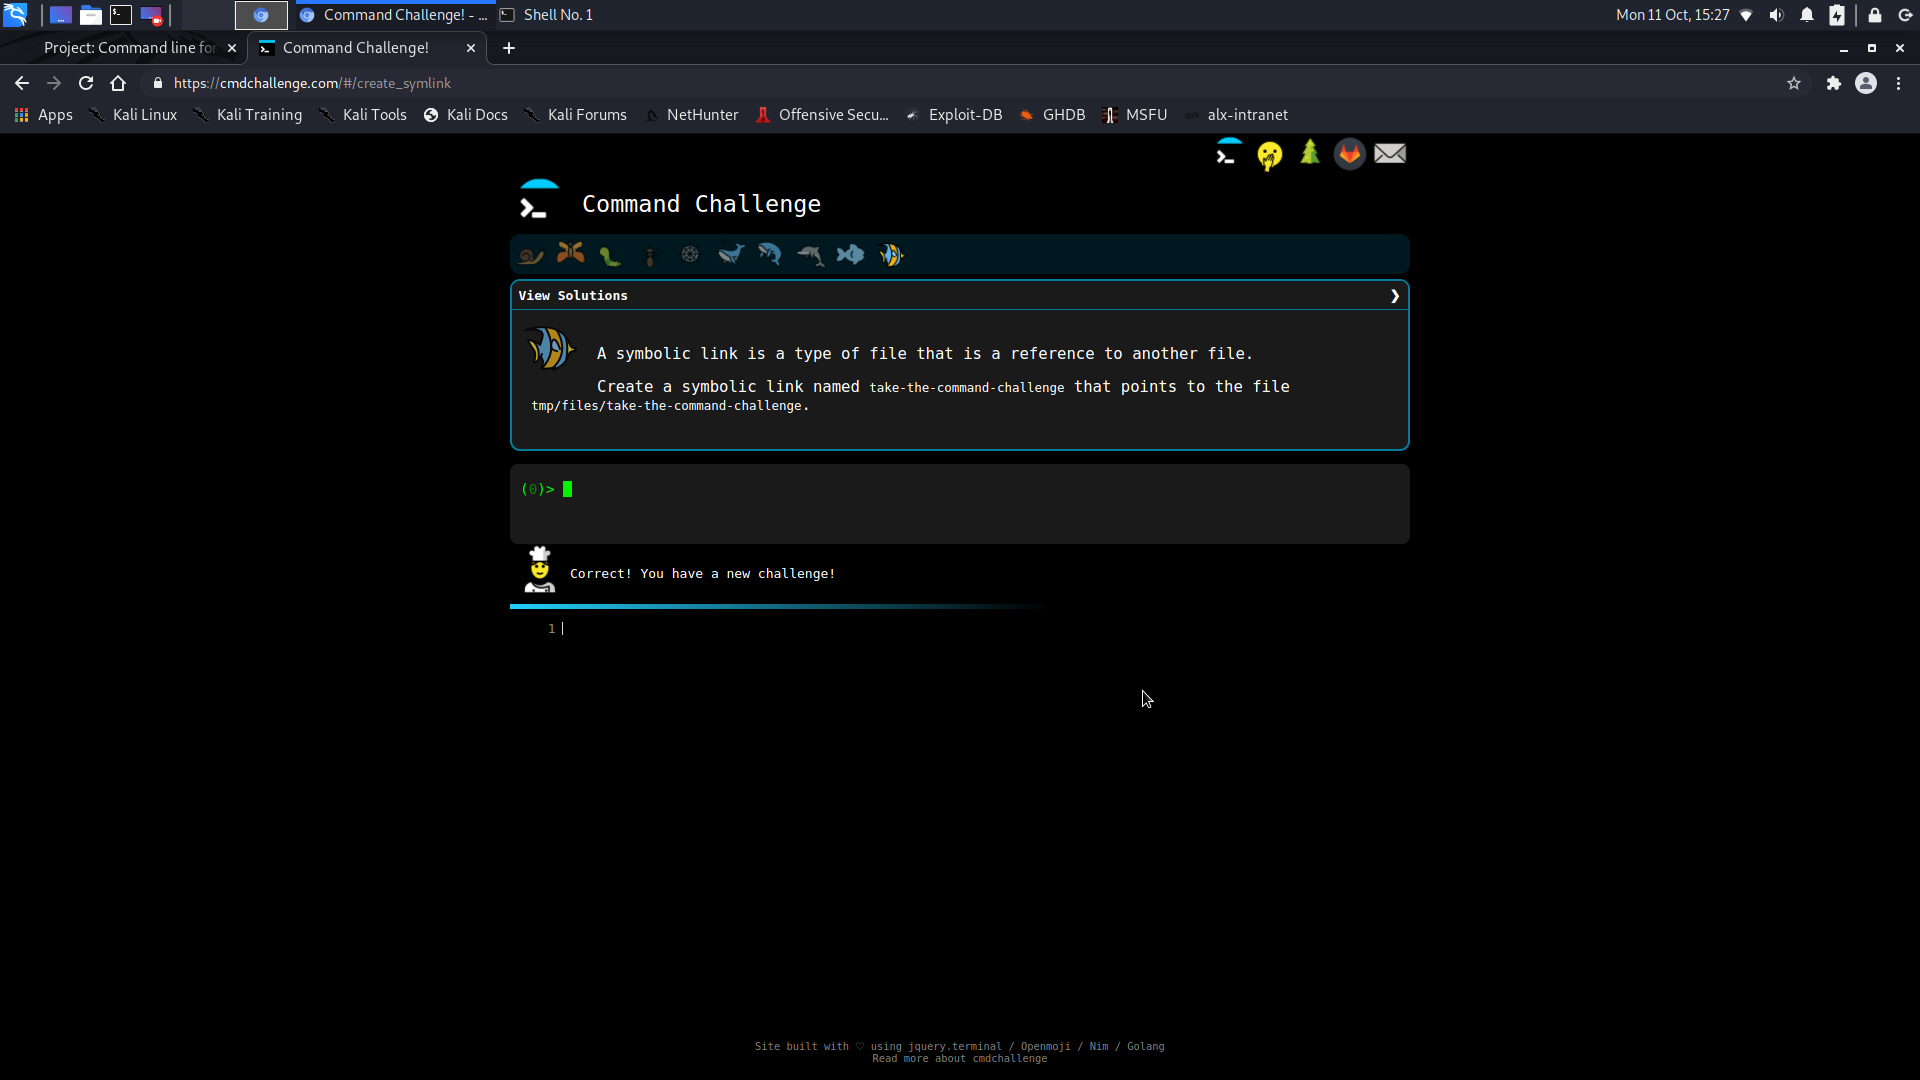 Command Challenge! - ...
Shell No. 1
Mon 11 Oct, 15:27
Project: Command line for
Command Challenge!
https://cmdchallenge.com/#/create_symlink
Apps
Kali Linux
Kali Training
Kali Tools
Kali Docs
Kali Forums
NetHunter
Offensive Secu...
Exploit-DB
GHDB
MSFU
alx-intranet
Command Challenge
View Solutions
A symbolic link is a type of file that is a reference to another file.
Create a symbolic link named take-the-command-challenge that points to the file
tmp/files/take-the-command-challenge.
(0)>
Correct! You have a new challenge!
1
Site built with ♡ using jquery.terminal / Openmoji / Nim / Golang
Read more about cmdchallenge